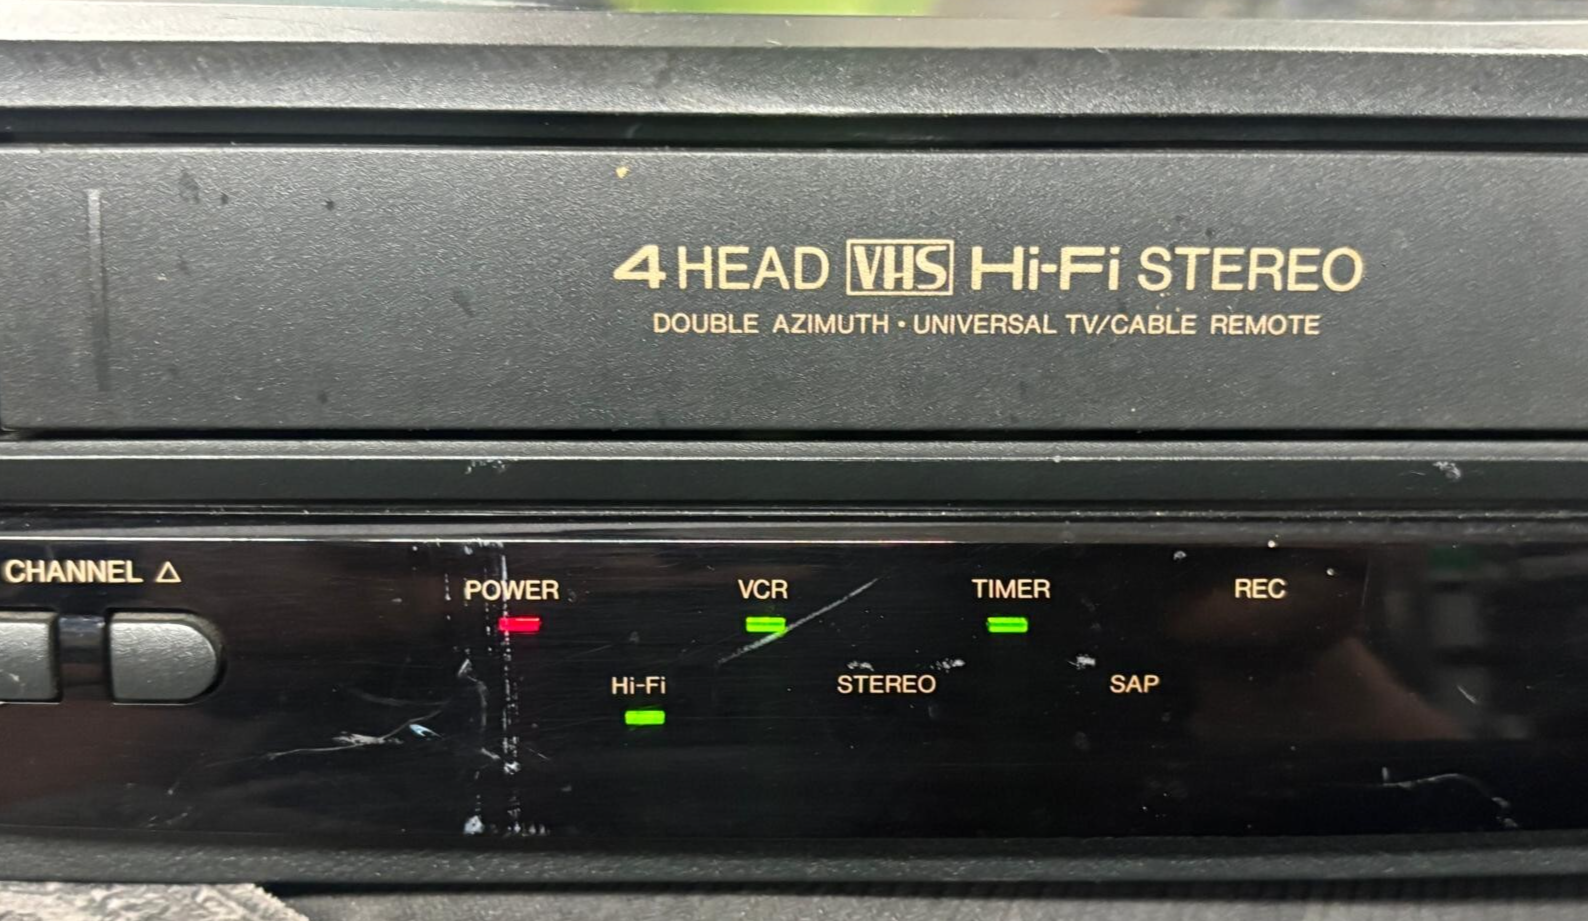 4 HEAD VHS Hi-Fi STEREO
DOUBLE AZIMUTH • UNIVERSAL TV/CABLE REMOTE
CHANNEL △
POWER VCR TIMER REC
Hi-Fi STEREO SAP